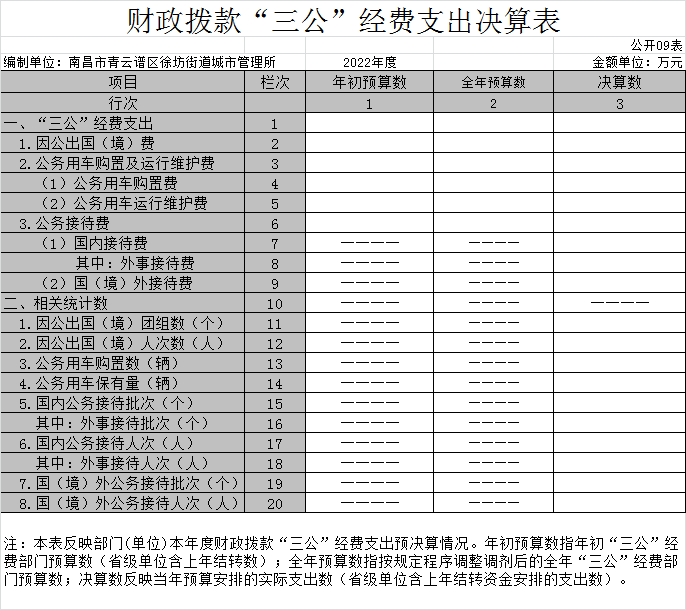 财政拨款“三公”经费支出决算表
公开09表
编制单位：南昌市青云谱区徐坊街道城市管理所 2022年度 金额单位：万元
项目 栏次 年初预算数 全年预算数 决算数
行次 1 2 3
一、“三公”经费支出 1
1.因公出国（境）费 2
2.公务用车购置及运行维护费 3
（1）公务用车购置费 4
（2）公务用车运行维护费 5
3.公务接待费 6
（1）国内接待费 7 ———— ————
其中：外事接待费 8 ———— ————
（2）国（境）外接待费 9 ———— ————
二、相关统计数 10 ———— ———— ————
1.因公出国（境）团组数（个） 11 ———— ————
2.因公出国（境）人次数（人） 12 ———— ————
3.公务用车购置数（辆） 13 ———— ————
4.公务用车保有量（辆） 14 ———— ————
5.国内公务接待批次（个） 15 ———— ————
其中：外事接待批次（个） 16 ———— ————
6.国内公务接待人次（人） 17 ———— ————
其中：外事接待人次（人） 18 ———— ————
7.国（境）外公务接待批次（个） 19 ———— ————
8.国（境）外公务接待人次（人） 20 ———— ————
注：本表反映部门(单位)本年度财政拨款“三公”经费支出预决算情况。年初预算数指年初“三公”经
费部门预算数（省级单位含上年结转数）；全年预算数指按规定程序调整调剂后的全年“三公”经费部
门预算数；决算数反映当年预算安排的实际支出数（省级单位含上年结转资金安排的支出数）。